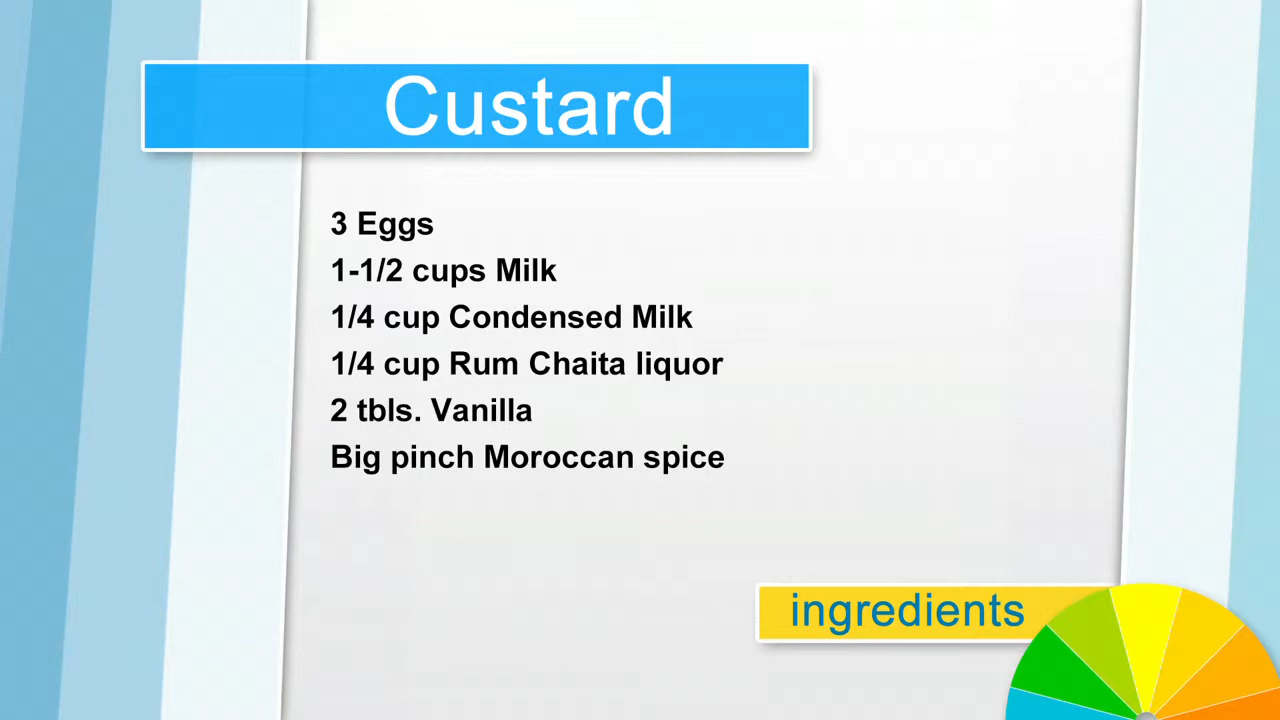 Custard
3 Eggs
1-1/2 cups Milk
1/4 cup Condensed Milk
1/4 cup Rum Chaita liquor
2 tbls. Vanilla
Big pinch Moroccan spice
ingredients